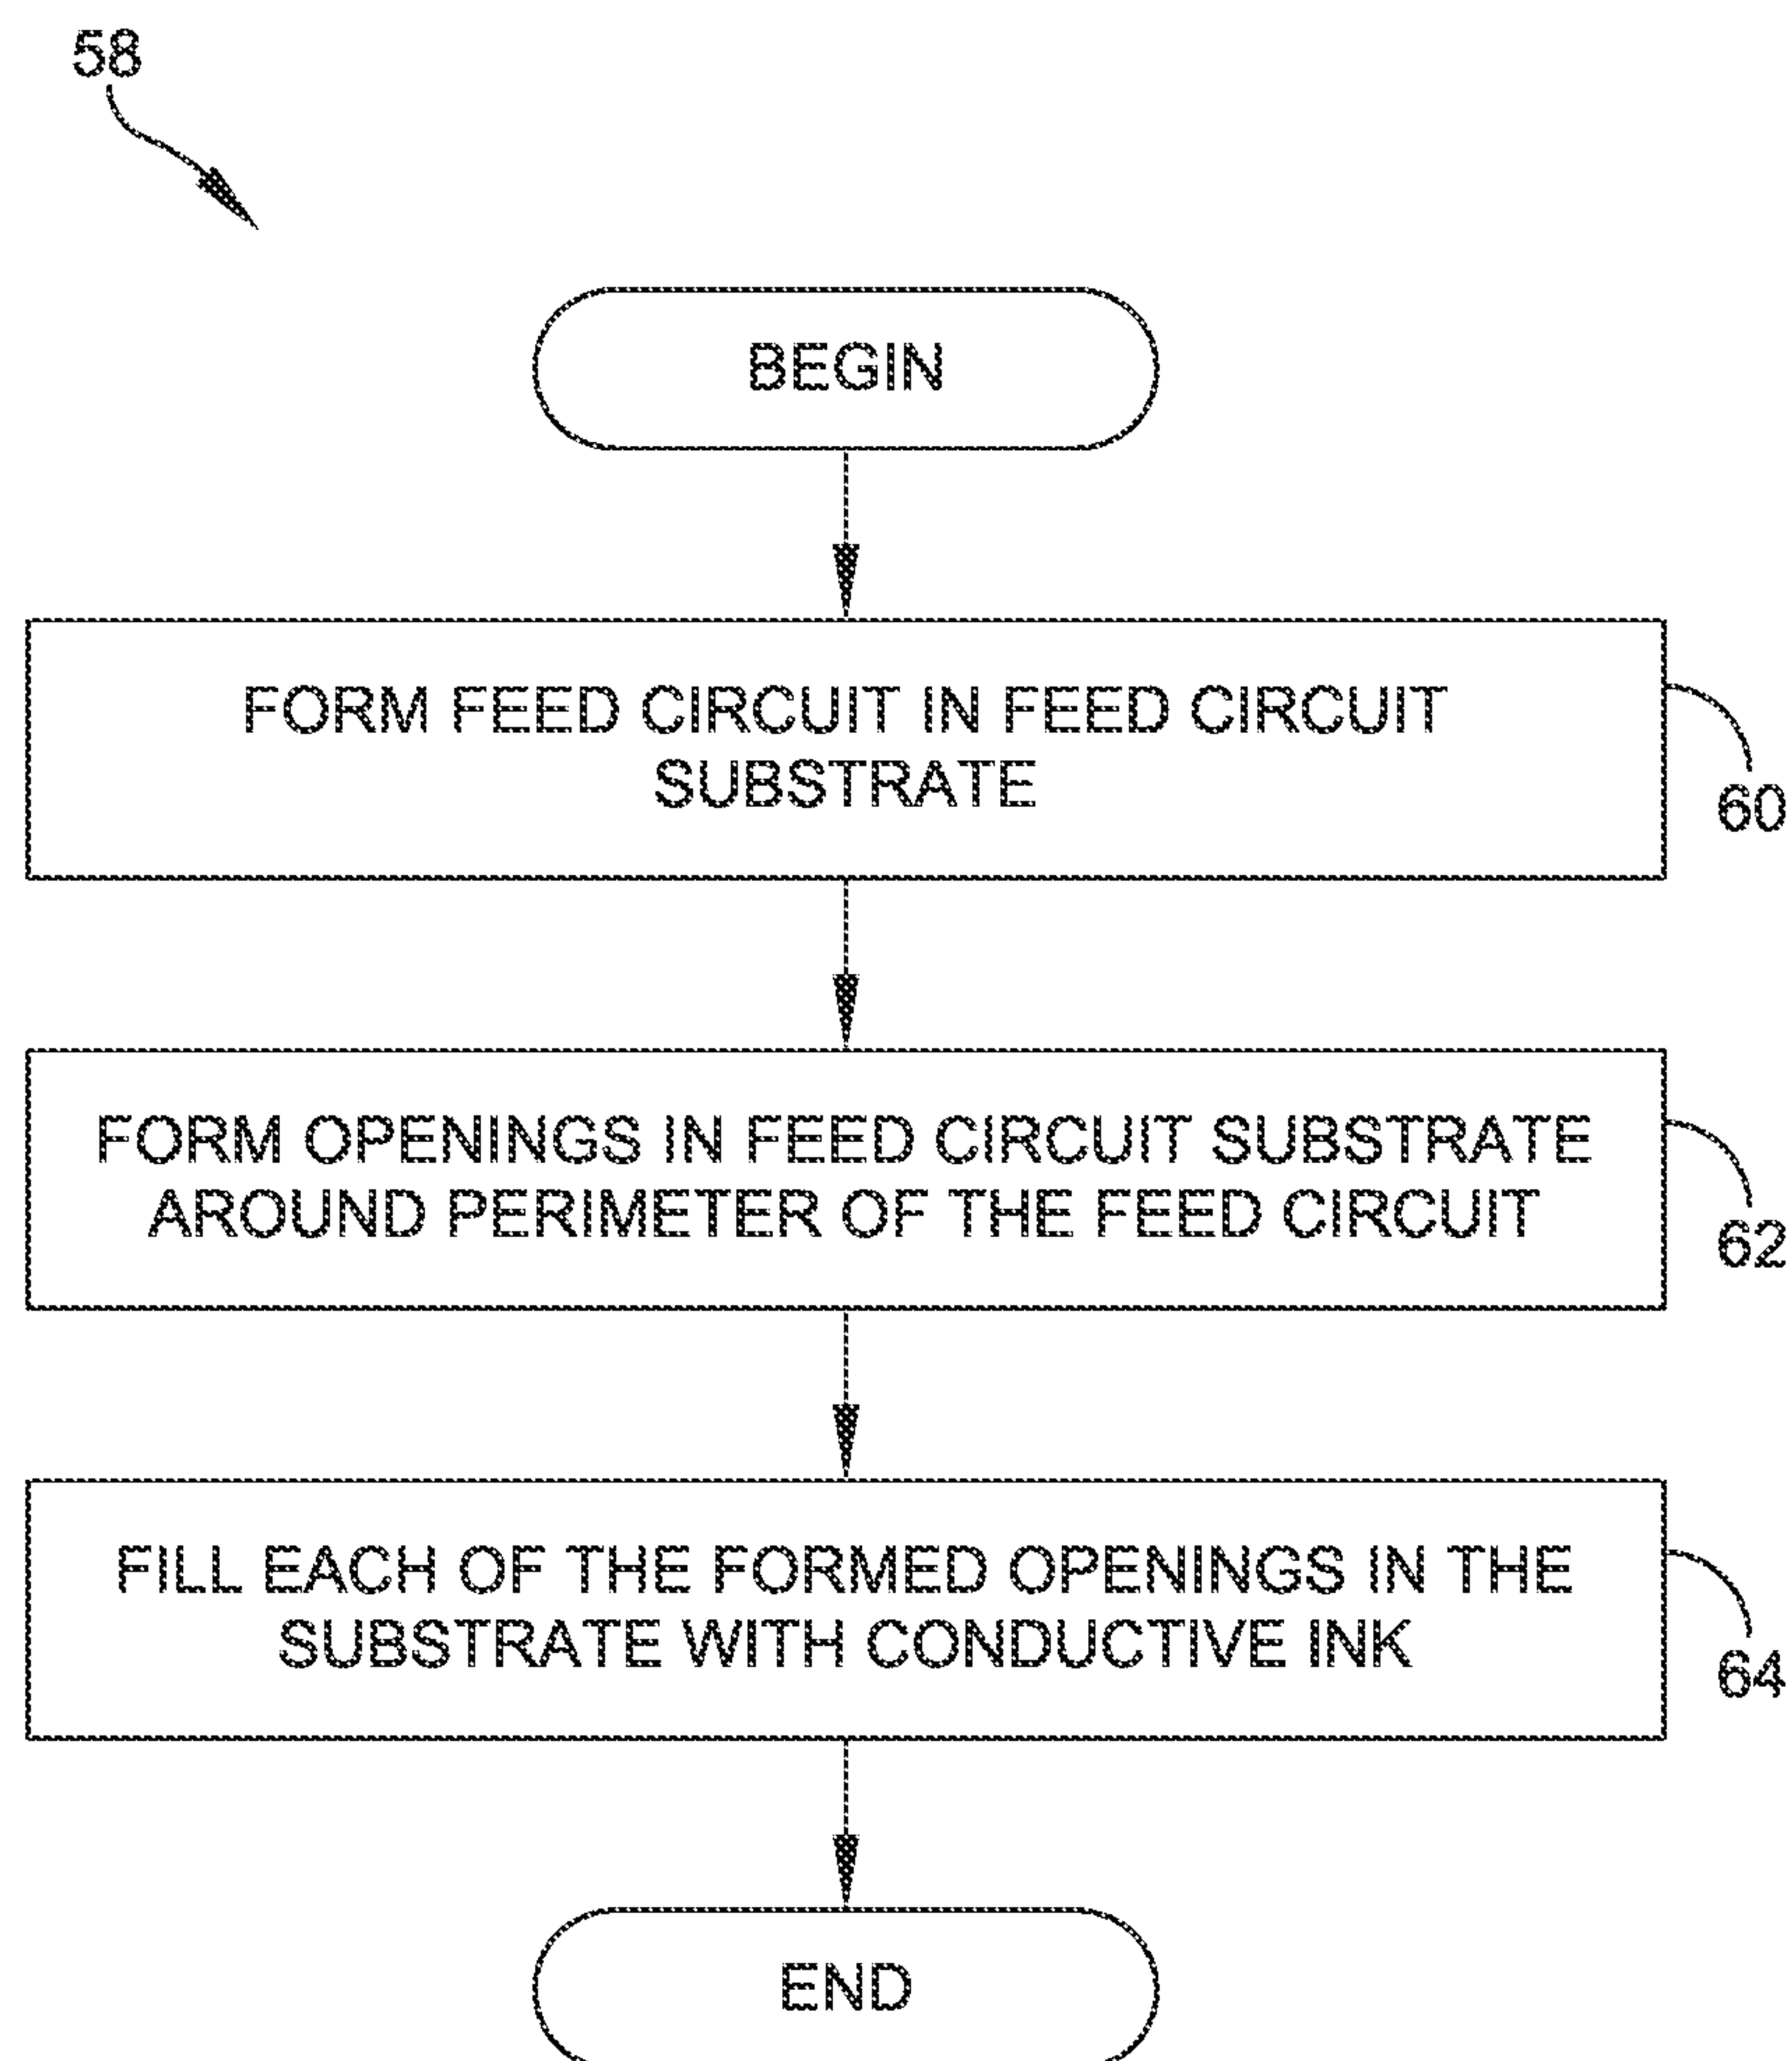 58
BEGIN
FORM FEED CIRCUIT IN FEED CIRCUIT
SUBSTRATE
60
FORM OPENINGS IN FEED CIRCUIT SUBSTRATE
AROUND PERIMETER OF THE FEED CIRCUIT
62
FILL EACH OF THE FORMED OPENINGS IN THE
SUBSTRATE WITH CONDUCTIVE INK
64
END